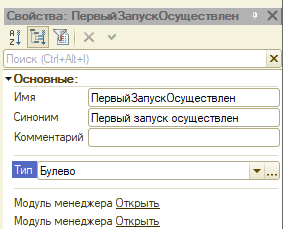 Свойства: ПервыйЗапускОсуществлен
Поиск (Ctrl+Alt+I)
Основные:
Имя ПервыйЗапускОсуществлен
Синоним Первый запуск осуществлен
Комментарий
Тип Булево
Модуль менеджера Открыть
Модуль менеджера Открыть